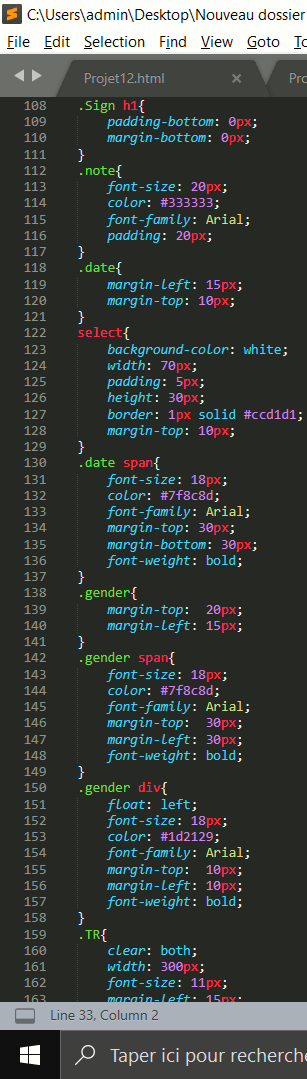 C:\Users\admin\Desktop\Nouveau dossier
File Edit Selection Find View Goto To
Projet12.html × Pro
108 .Sign h1{
109 padding-bottom: 0px;
110 margin-bottom: 0px;
111 }
112 .note{
113 font-size: 20px;
114 color: #333333;
115 font-family: Arial;
116 padding: 20px;
117 }
118 .date{
119 margin-left: 15px;
120 margin-top: 10px;
121 }
122 select{
123 background-color: white;
124 width: 70px;
125 padding: 5px;
126 height: 30px;
127 border: 1px solid #ccd1d1;
128 margin-top: 10px;
129 }
130 .date span{
131 font-size: 18px;
132 color: #7f8c8d;
133 font-family: Arial;
134 margin-top: 30px;
135 margin-bottom: 30px;
136 font-weight: bold;
137 }
138 .gender{
139 margin-top:  20px;
140 margin-left: 15px;
141 }
142 .gender span{
143 font-size: 18px;
144 color: #7f8c8d;
145 font-family: Arial;
146 margin-top:  30px;
147 margin-left: 30px;
148 font-weight: bold;
149 }
150 .gender div{
151 float: left;
152 font-size: 18px;
153 color: #1d2129;
154 font-family: Arial;
155 margin-top:  10px;
156 margin-left: 10px;
157 font-weight: bold;
158 }
159 .TR{
160 clear: both;
161 width: 300px;
162 font-size: 11px;
163 margin-left: 15px;
Line 33, Column 2
Taper ici pour recherche